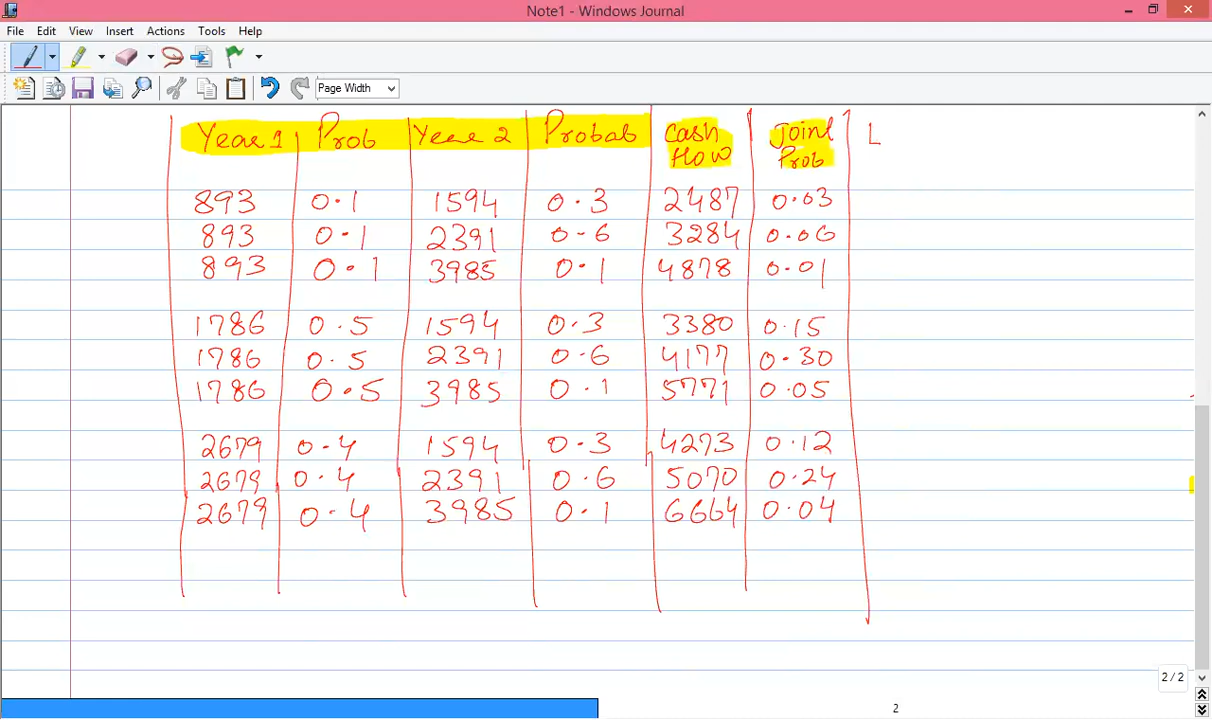 Note1 - Windows Journal
File Edit View Insert Actions Tools Help
Page Width
Year 1 Prob Year 2 Probab Cash Flow Joint Prob L
893 0.1 1594 0.3 2487 0.03
893 0.1 2391 0.6 3284 0.06
893 0.1 3985 0.1 4878 0.01
1786 0.5 1594 0.3 3380 0.15
1786 0.5 2391 0.6 4177 0.30
1786 0.5 3985 0.1 5771 0.05
2679 0.4 1594 0.3 4273 0.12
2679 0.4 2391 0.6 5070 0.24
2679 0.4 3985 0.1 6664 0.04
2 / 2
2